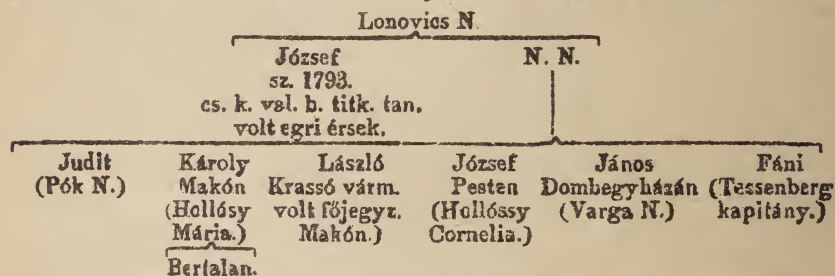 Lonovics N.
József N. N.
sz. 1793.
cs. k. val. b. titk. tan.
volt egri érsek.
Judit Károly László József János Fáni
(Pók N.) Makón Krassó várm. Pesten Dombegyházán (Tessenberg
(Hollósy volt főjegyz. (Hollóssy (Varga N.) kapitány.)
Mária.) Makón.) Cornelia.)
Bertalan.